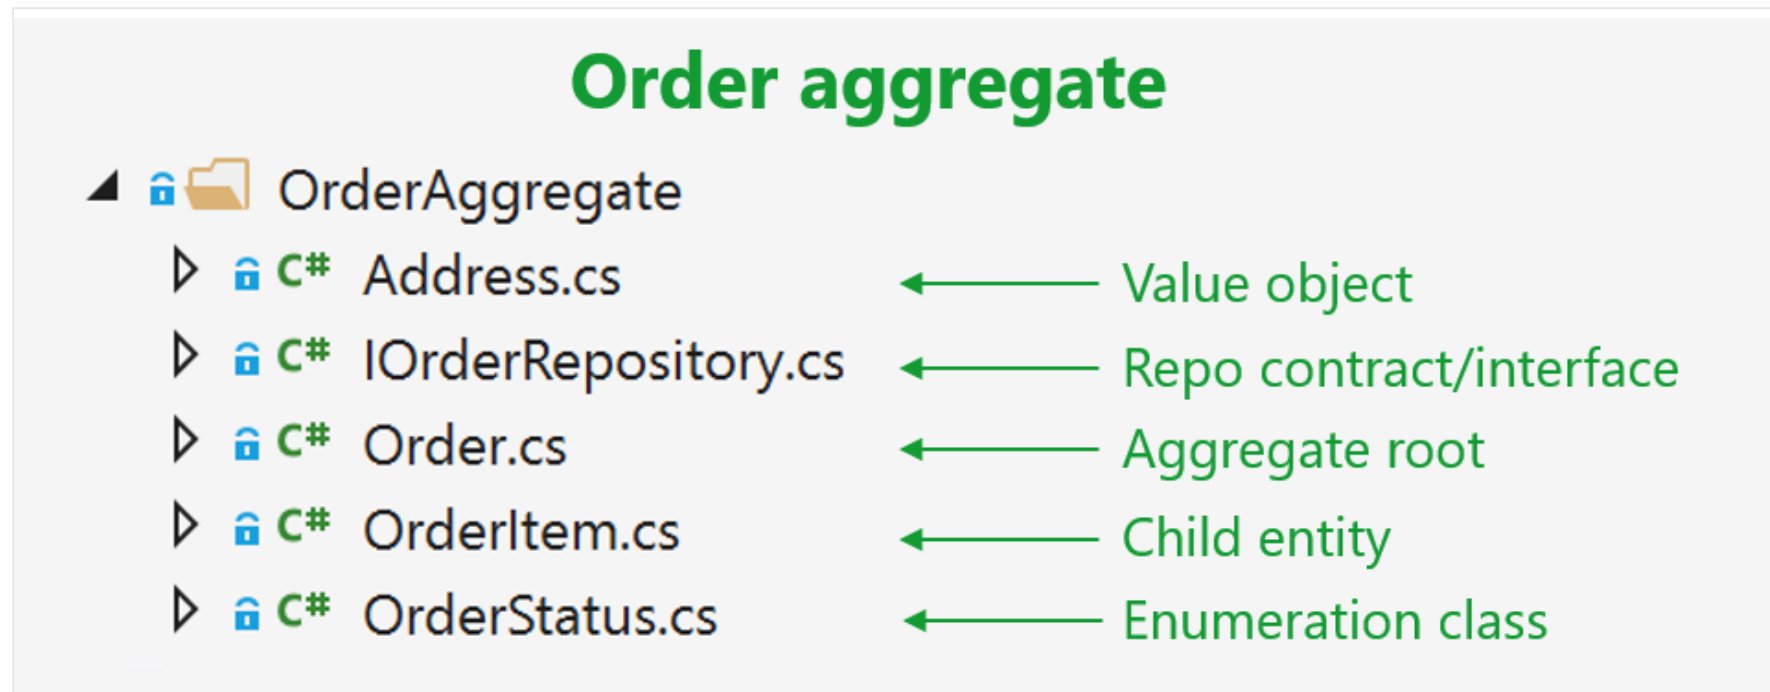 Order aggregate
OrderAggregate
C# Address.cs Value object
C# IOrderRepository.cs Repo contract/interface
C# Order.cs Aggregate root
C# OrderItem.cs Child entity
C# OrderStatus.cs Enumeration class